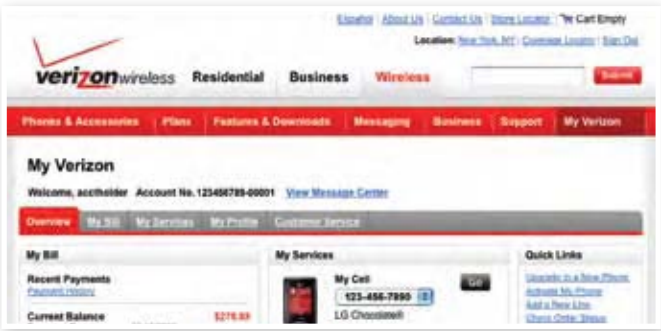 Español About Us Contact Us Store Locator Cart Empty
Location: New York, NY Coverage Locator Sign Out
verizonwireless Residential Business Wireless
Submit
Phones & Accessories Plans Features & Downloads Messaging Business Support My Verizon
My Verizon
Welcome, acctholder Account No. 123456789-00001 View Message Center
Overview My Bill My Services My Profile Customer Service
My Bill
My Services
Quick Links
Recent Payments
Payment History
Current Balance
My Cell
Go
123-456-7890
LG Chocolate®
Upgrade to a New Phone
Activate My Phone
Add a New Line
Check Order Status